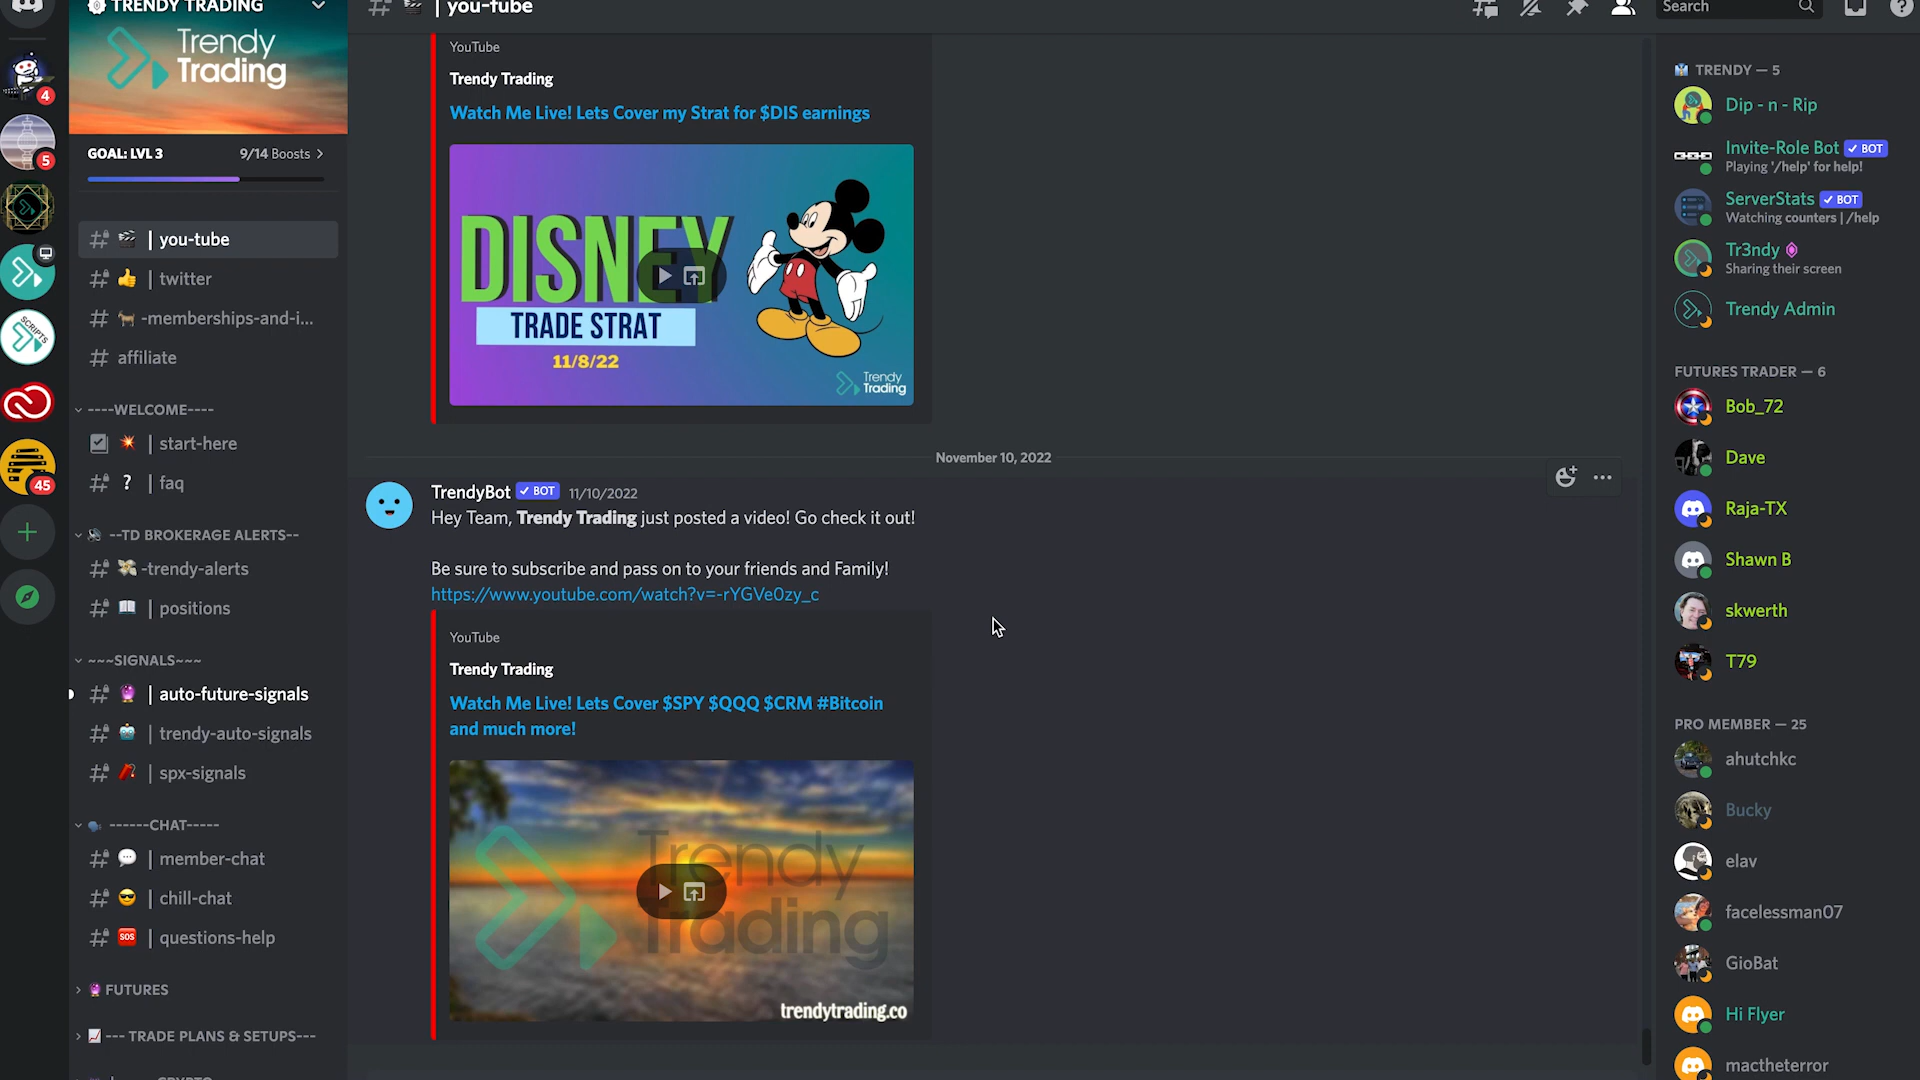 TRENDY TRADING
Trendy
Trading
GOAL: LVL 3
9/14 Boosts
| you-tube
| twitter
-memberships-and-i...
affiliate
----WELCOME----
| start-here
? | faq
--TD BROKERAGE ALERTS--
-trendy-alerts
| positions
~~~SIGNALS~~~
| auto-future-signals
| trendy-auto-signals
| spx-signals
------CHAT-----
| member-chat
| chill-chat
SOS | questions-help
FUTURES
--- TRADE PLANS & SETUPS---
4
5
SCRIPTS
45
| you-tube
Search
YouTube
Trendy Trading
Watch Me Live! Lets Cover my Strat for $DIS earnings
DISNEY
TRADE STRAT
11/8/22
Trendy
Trading
November 10, 2022
TrendyBot BOT 11/10/2022
Hey Team, Trendy Trading just posted a video! Go check it out!
Be sure to subscribe and pass on to your friends and Family!
https://www.youtube.com/watch?v=-rYGVe0zy_c
YouTube
Trendy Trading
Watch Me Live! Lets Cover $SPY $QQQ $CRM #Bitcoin
and much more!
Trendy
Trading
trendytrading.co
TRENDY — 5
Dip - n - Rip
Invite-Role Bot BOT
Playing '/help' for help!
ServerStats BOT
Watching counters | /help
Tr3ndy
Sharing their screen
Trendy Admin
FUTURES TRADER — 6
Bob_72
Dave
Raja-TX
Shawn B
skwerth
T79
PRO MEMBER — 25
ahutchkc
Bucky
elav
facelessman07
GioBat
Hi Flyer
mactheterror